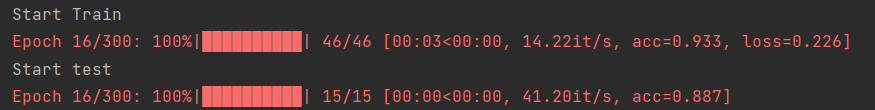 Start Train
Epoch 16/300: 100%|██████████| 46/46 [00:03<00:00, 14.22it/s, acc=0.933, loss=0.226]
Start test
Epoch 16/300: 100%|██████████| 15/15 [00:00<00:00, 41.20it/s, acc=0.887]